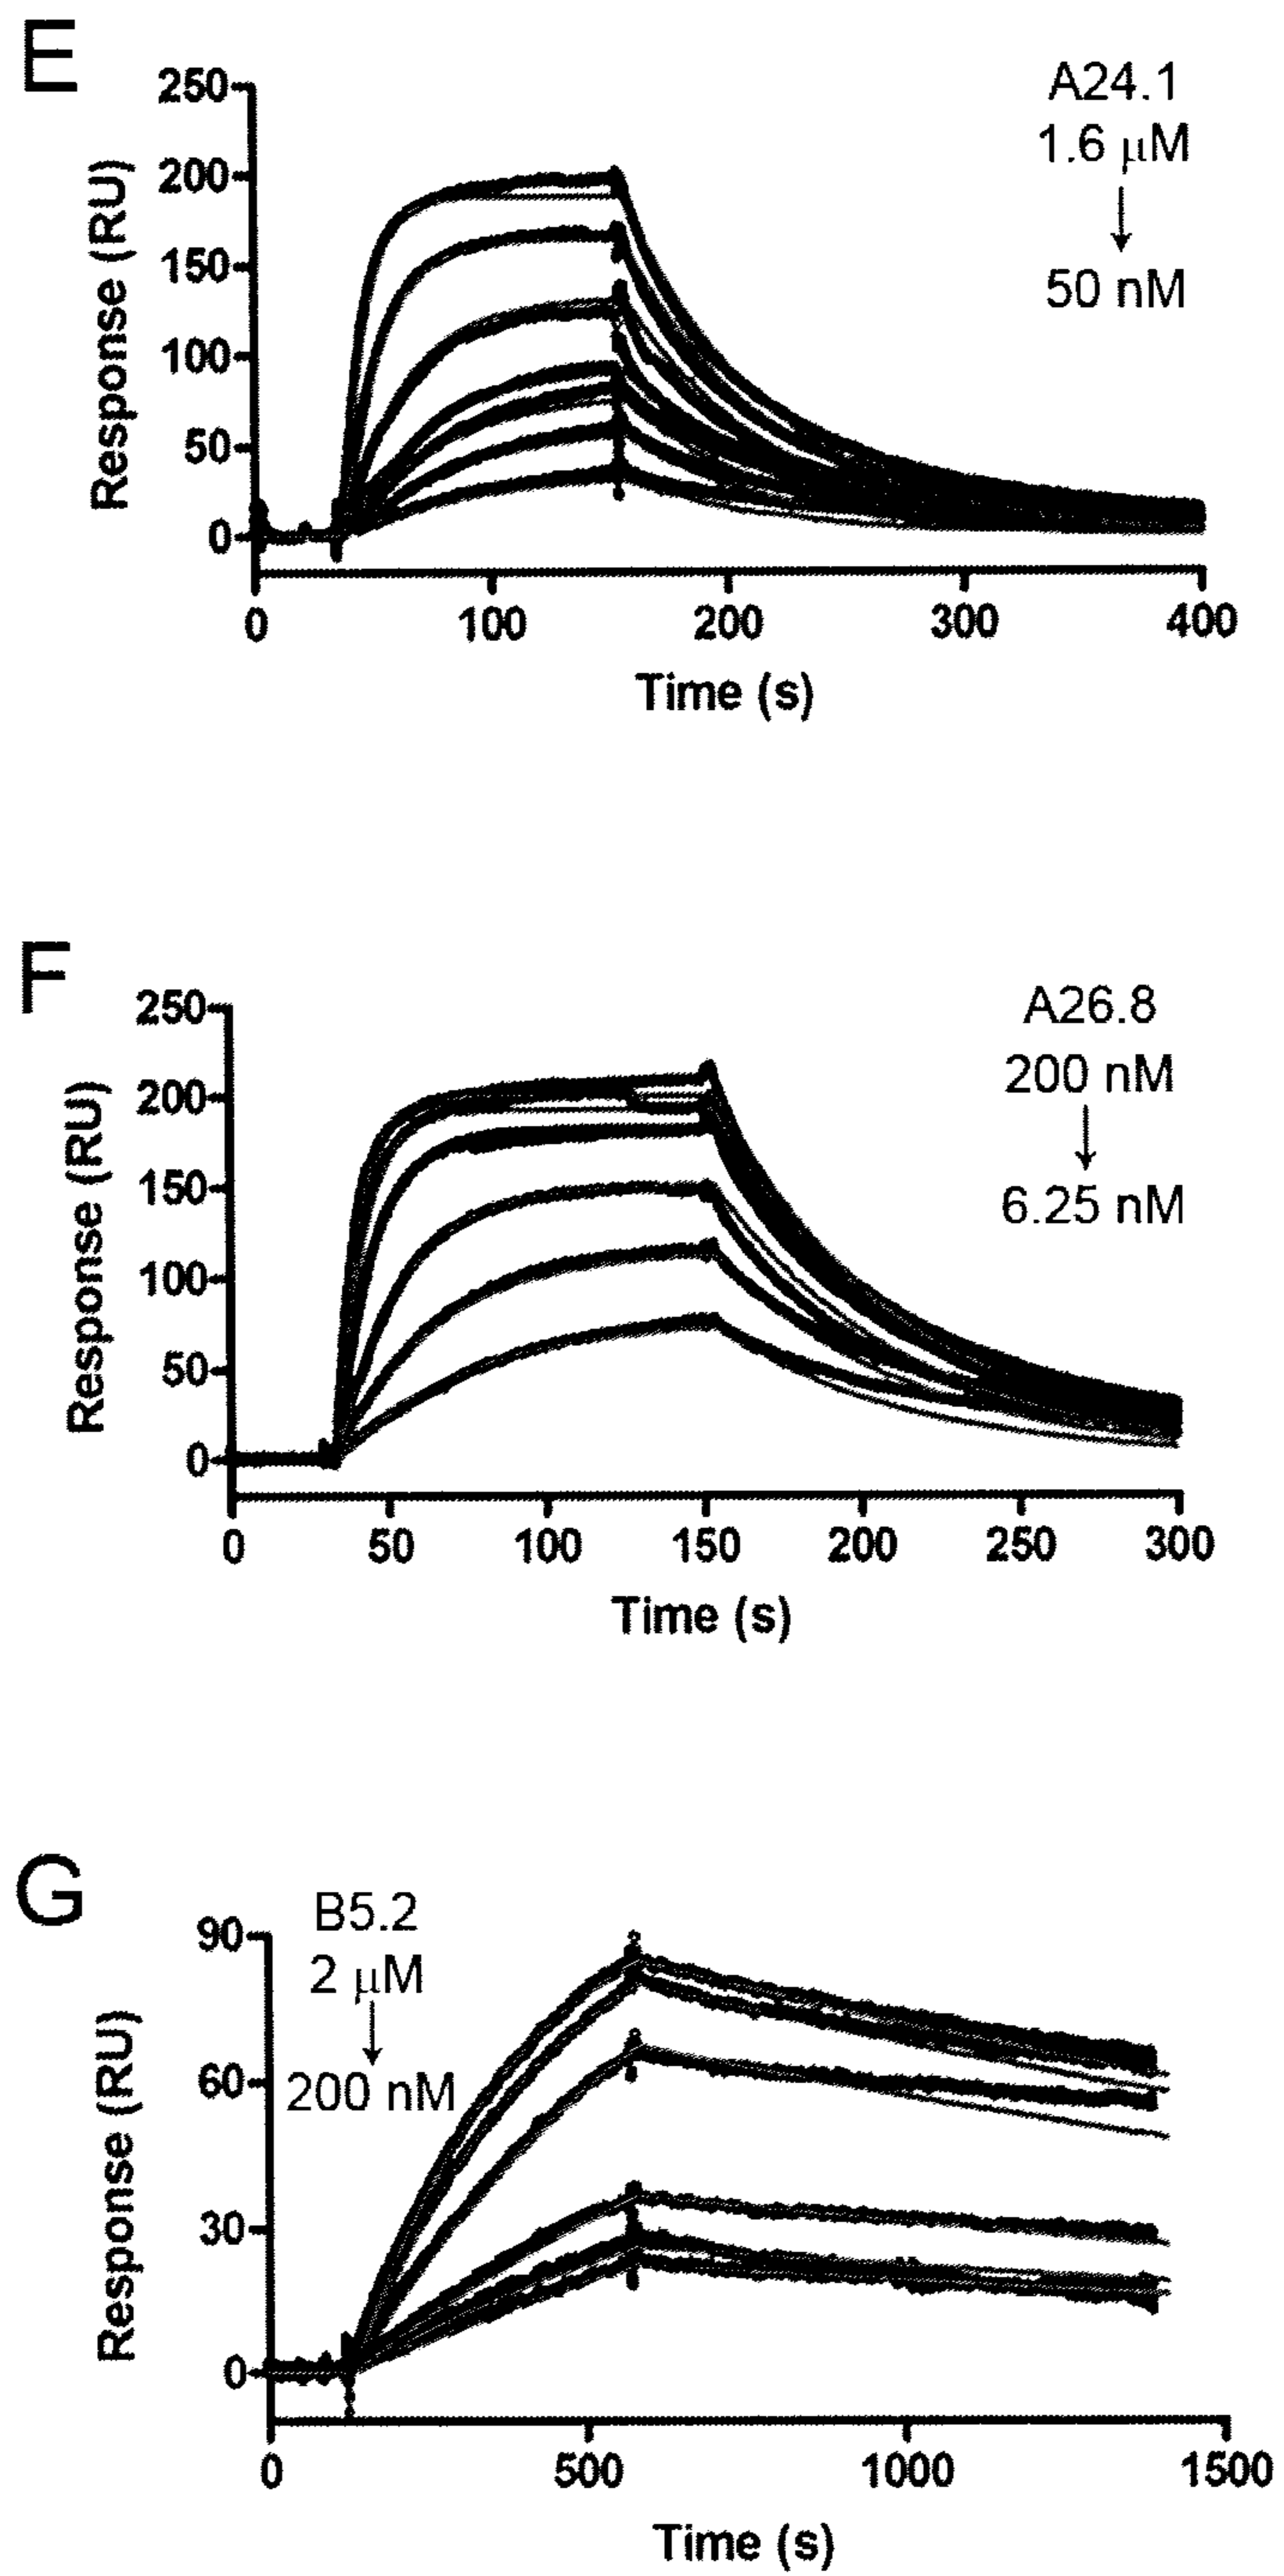 E
A24.1
1.6 μM
50 nM
250
200
150
100
50
0
Response (RU)
0 100 200 300 400
Time (s)
F
A26.8
200 nM
6.25 nM
250
200
150
100
50
0
Response (RU)
0 50 100 150 200 250 300
Time (s)
G
B5.2
2 μM
200 nM
90
60
30
0
Response (RU)
0 500 1000 1500
Time (s)